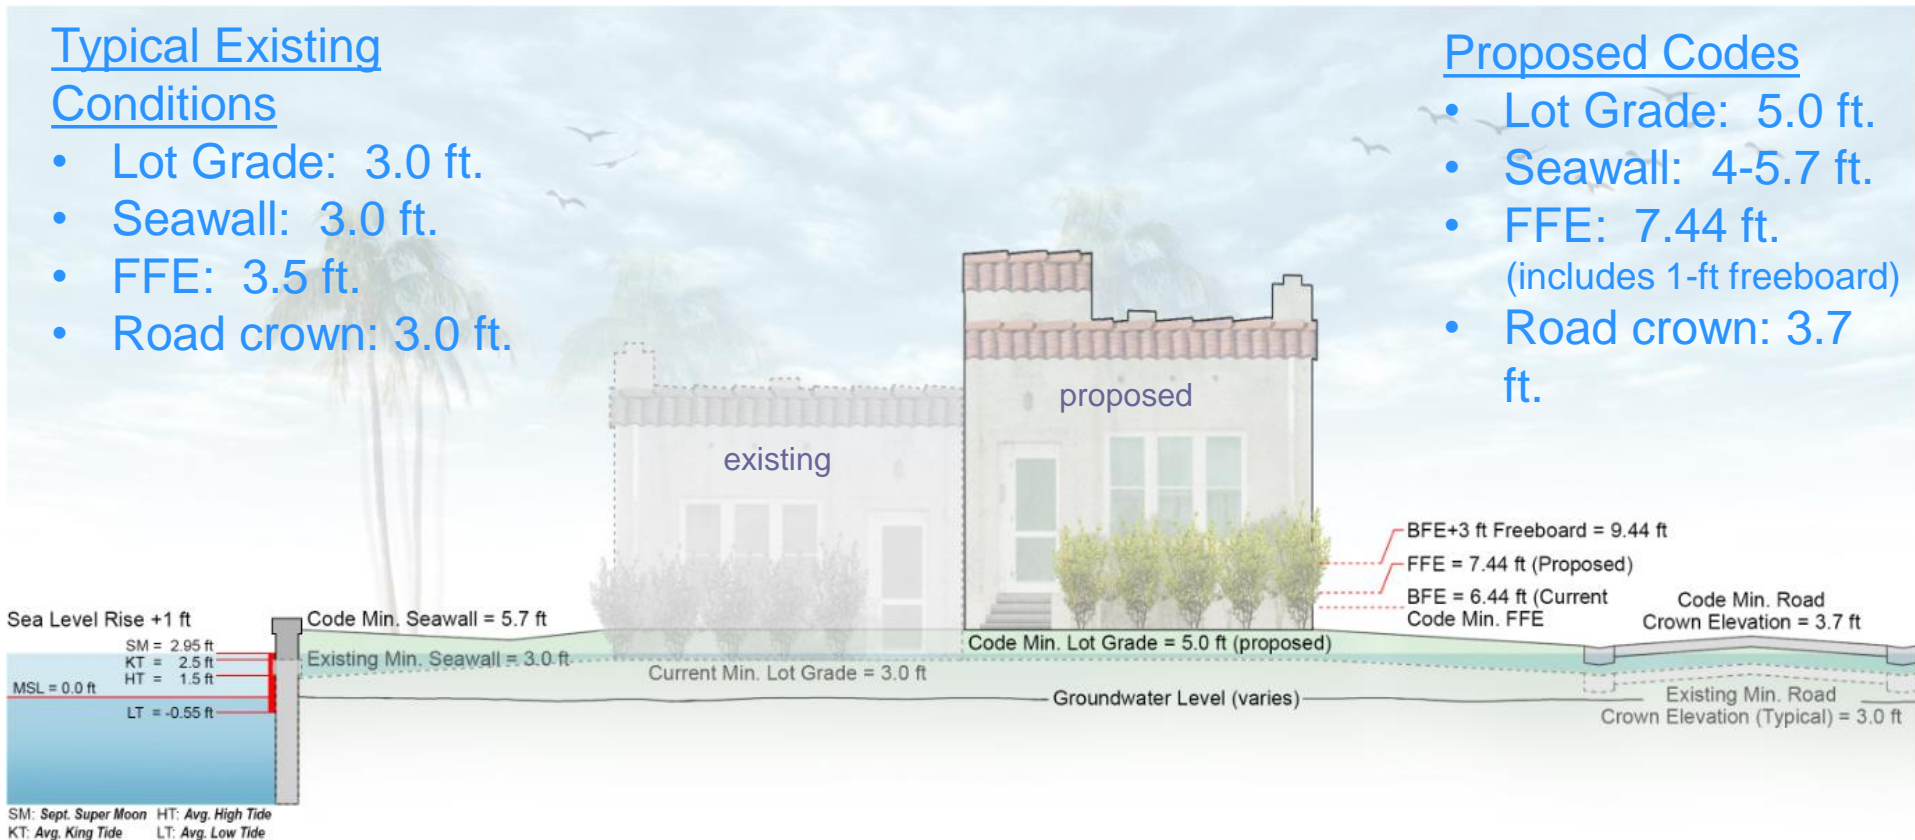 Typical Existing
Conditions
• Lot Grade: 3.0 ft.
• Seawall: 3.0 ft.
• FFE: 3.5 ft.
• Road crown: 3.0 ft.
Proposed Codes
• Lot Grade: 5.0 ft.
• Seawall: 4-5.7 ft.
• FFE: 7.44 ft.
(includes 1-ft freeboard)
• Road crown: 3.7
ft.
existing
proposed
BFE+3 ft Freeboard = 9.44 ft
FFE = 7.44 ft (Proposed)
BFE = 6.44 ft (Current
Code Min. FFE
Code Min. Road
Crown Elevation = 3.7 ft
Sea Level Rise +1 ft
Code Min. Seawall = 5.7 ft
SM = 2.95 ft
KT = 2.5 ft
HT = 1.5 ft
MSL = 0.0 ft
LT = -0.55 ft
Existing Min. Seawall = 3.0 ft
Code Min. Lot Grade = 5.0 ft (proposed)
Current Min. Lot Grade = 3.0 ft
Groundwater Level (varies)
Existing Min. Road
Crown Elevation (Typical) = 3.0 ft
SM: Sept. Super Moon HT: Avg. High Tide
KT: Avg. King Tide LT: Avg. Low Tide